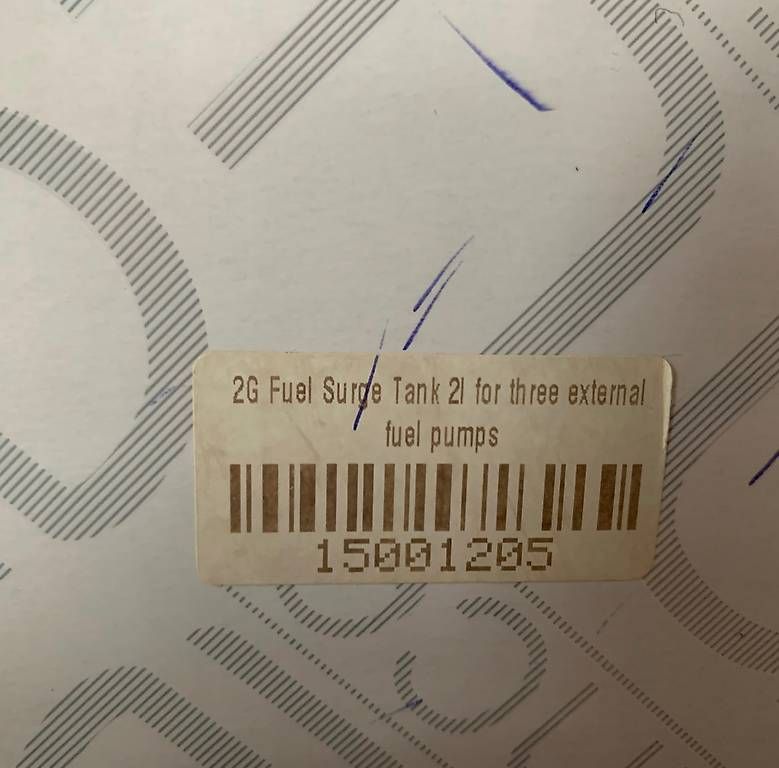 2G Fuel Surge Tank 2l for three external
fuel pumps
15001205